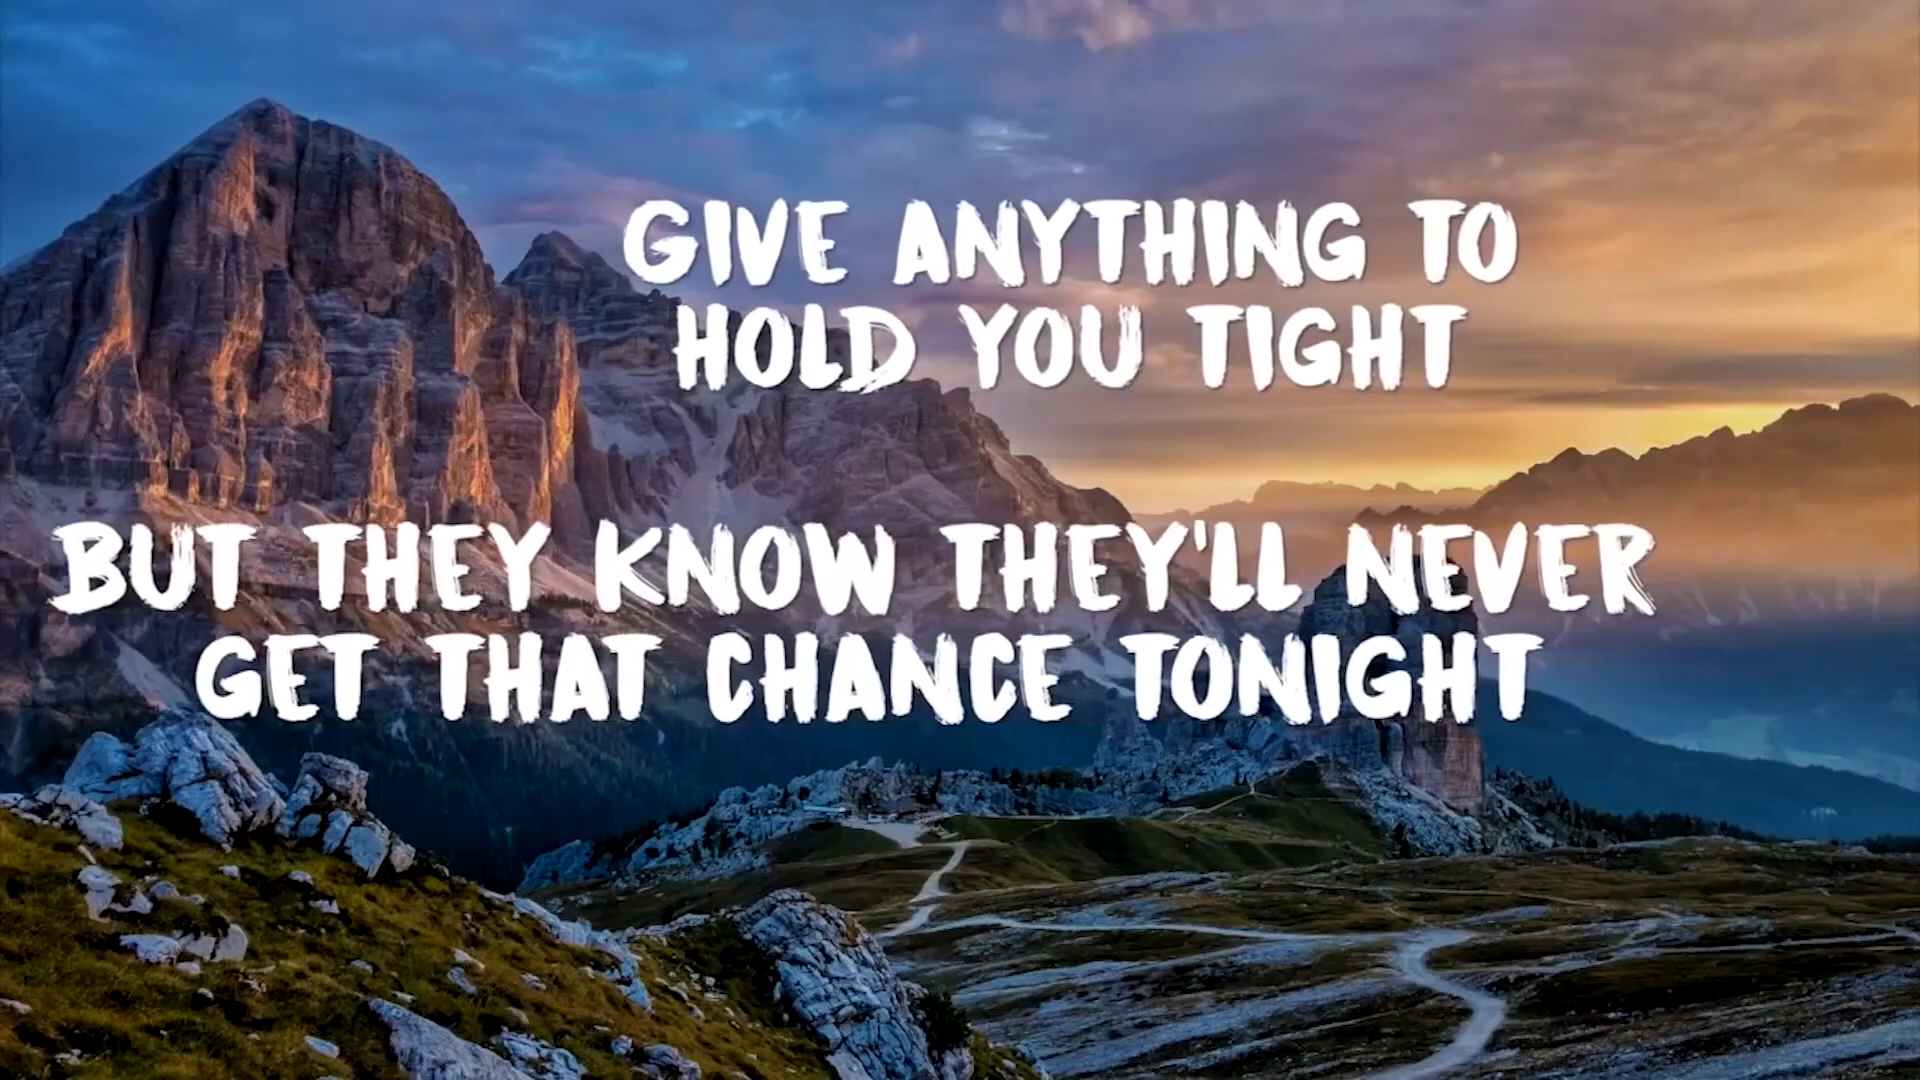 GIVE ANYTHING TO
HOLD YOU TIGHT
BUT THEY KNOW THEY'LL NEVER
GET THAT CHANCE TONIGHT